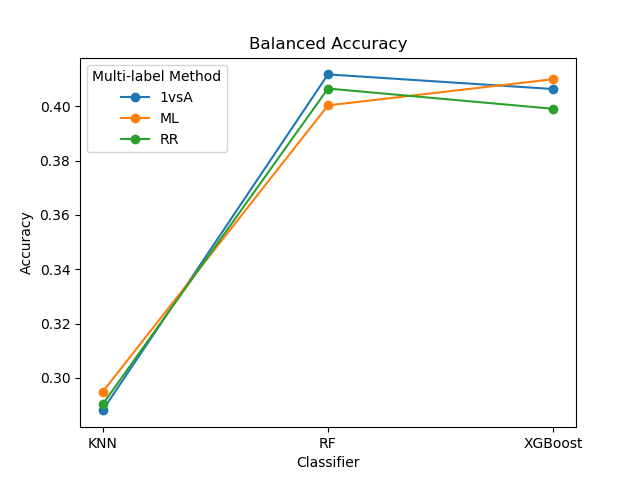 Balanced Accuracy
Multi-label Method
1vsA
ML
RR
0.40
0.38
0.36
0.34
0.32
0.30
Accuracy
KNN
RF
XGBoost
Classifier